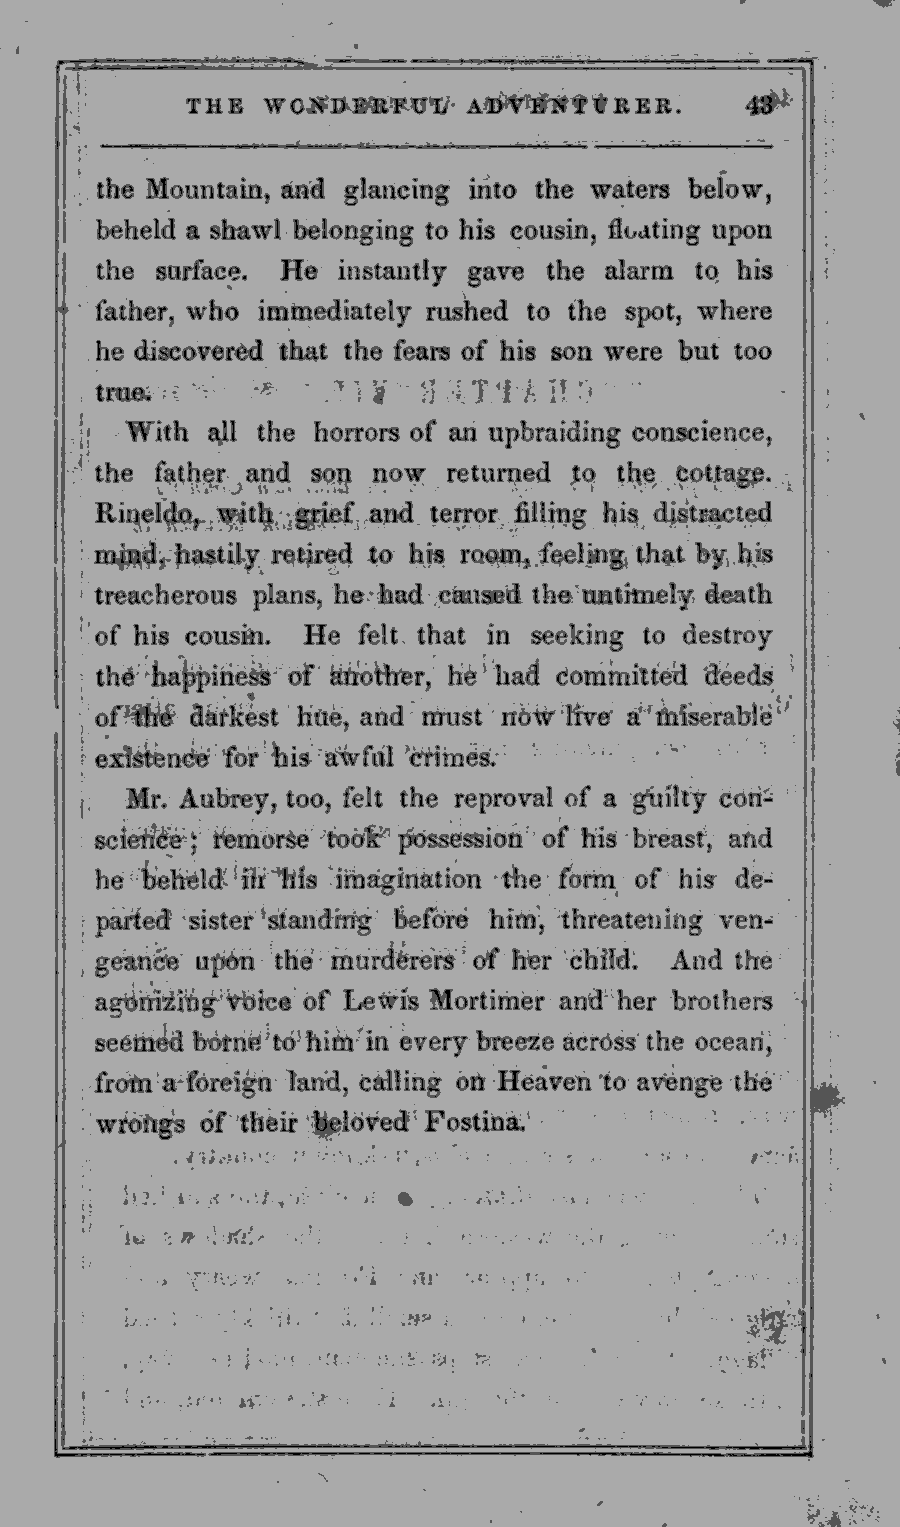 THE WONDERFUL ADVENTURER. 43
the Mountain, and glancing into the waters below,
beheld a shawl belonging to his cousin, floating upon
the surface. He instantly gave the alarm to his
father, who immediately rushed to the spot, where
he discovered that the fears of his son were but too
true.
With all the horrors of an upbraiding conscience,
the father and son now returned to the cottage.
Rineldo, with grief and terror filling his distracted
mind, hastily retired to his room, feeling that by his
treacherous plans, he had caused the untimely death
of his cousin. He felt that in seeking to destroy
the happiness of another, he had committed deeds
of the darkest hue, and must now live a miserable
existence for his awful crimes.
Mr. Aubrey, too, felt the reproval of a guilty con-
science; remorse took possession of his breast, and
he beheld in his imagination the form of his de-
parted sister standing before him, threatening ven-
geance upon the murderers of her child. And the
agonizing voice of Lewis Mortimer and her brothers
seemed borne to him in every breeze across the ocean,
from a foreign land, calling on Heaven to avenge the
wrongs of their beloved Fostina.